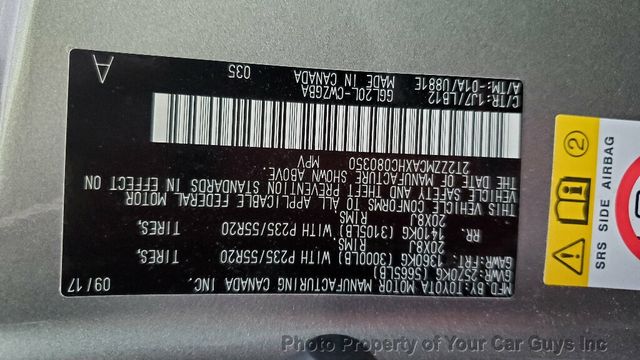 MFD.BY:TOYOTA MOTOR MANUFACTURING CANADA INC. 09/17
GVWR:2570KG (5665LB)
GAWR:FRT: 1360KG (3000LB) WITH P235/55R20 TIRES,
20X8J RIMS
RR 1410KG (3105LB) WITH P235/55R20 TIRES,
20X8J RIMS
THIS VEHICLE CONFORMS TO ALL APPLICABLE FEDERAL MOTOR
VEHICLE SAFETY AND THEFT PREVENTION STANDARDS IN EFFECT ON
THE DATE OF MANUFACTURE SHOWN ABOVE.
2T2ZZMCAXHC080350 MPV
C/TR:1J7/LB12 GGL20L-CWZGBA 035
A/TM:-01A/U881E MADE IN CANADA
A
2
SRS SIDE AIRBAG
Photo Property of Your Car Guys Inc